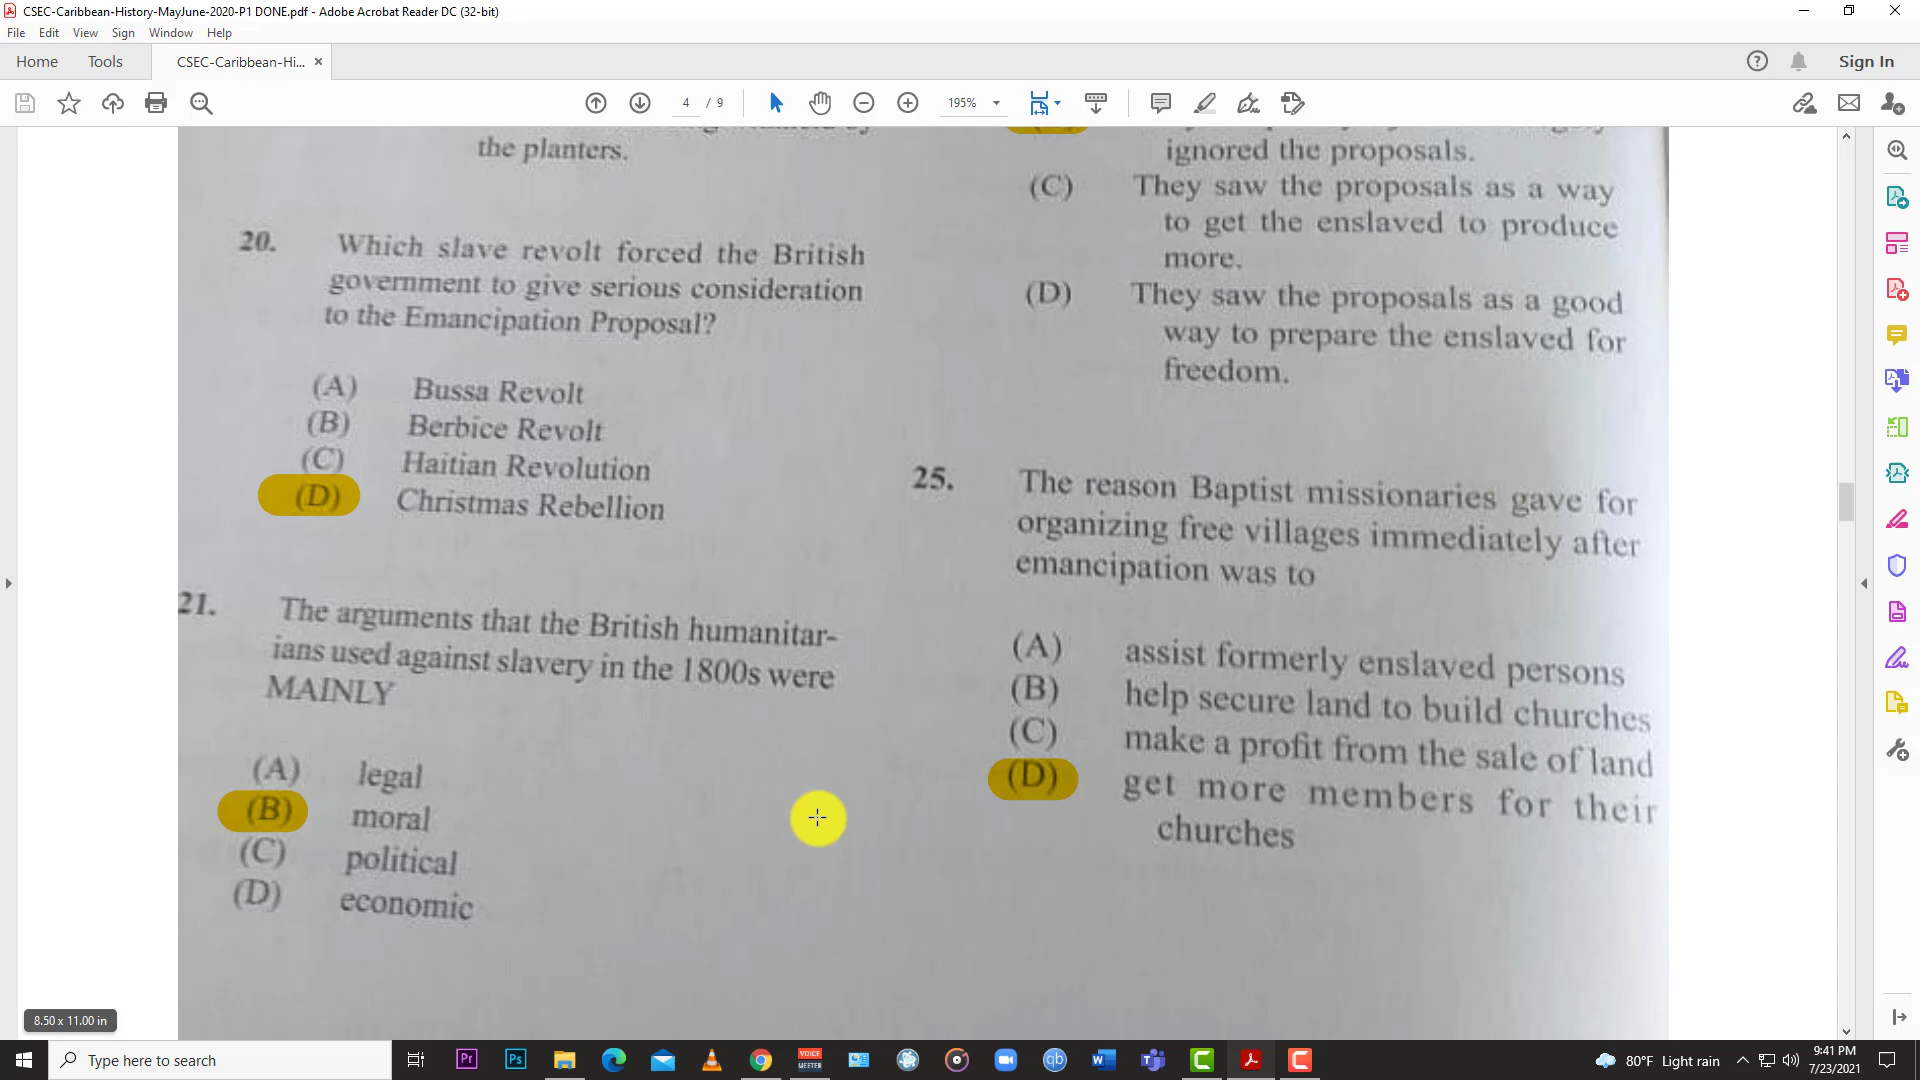 CSEC-Caribbean-History-MayJune-2020-P1 DONE.pdf - Adobe Acrobat Reader DC (32-bit)
File Edit View Sign Window Help
Home Tools CSEC-Caribbean-Hi... ×
Sign In
4 / 9
195%
the planters.
20. Which slave revolt forced the British
government to give serious consideration
to the Emancipation Proposal?
(A) Bussa Revolt
(B) Berbice Revolt
(C) Haitian Revolution
(D) Christmas Rebellion
21. The arguments that the British humanitar-
ians used against slavery in the 1800s were
MAINLY
(A) legal
(B) moral
(C) political
(D) economic
ignored the proposals.
(C) They saw the proposals as a way
to get the enslaved to produce
more.
(D) They saw the proposals as a good
way to prepare the enslaved for
freedom.
25. The reason Baptist missionaries gave for
organizing free villages immediately after
emancipation was to
(A) assist formerly enslaved persons
(B) help secure land to build churches
(C) make a profit from the sale of land
(D) get more members for their
churches
8.50 x 11.00 in
Type here to search
Pr
Ps
VOICE
MEETER
qb
80°F Light rain
9:41 PM
7/23/2021